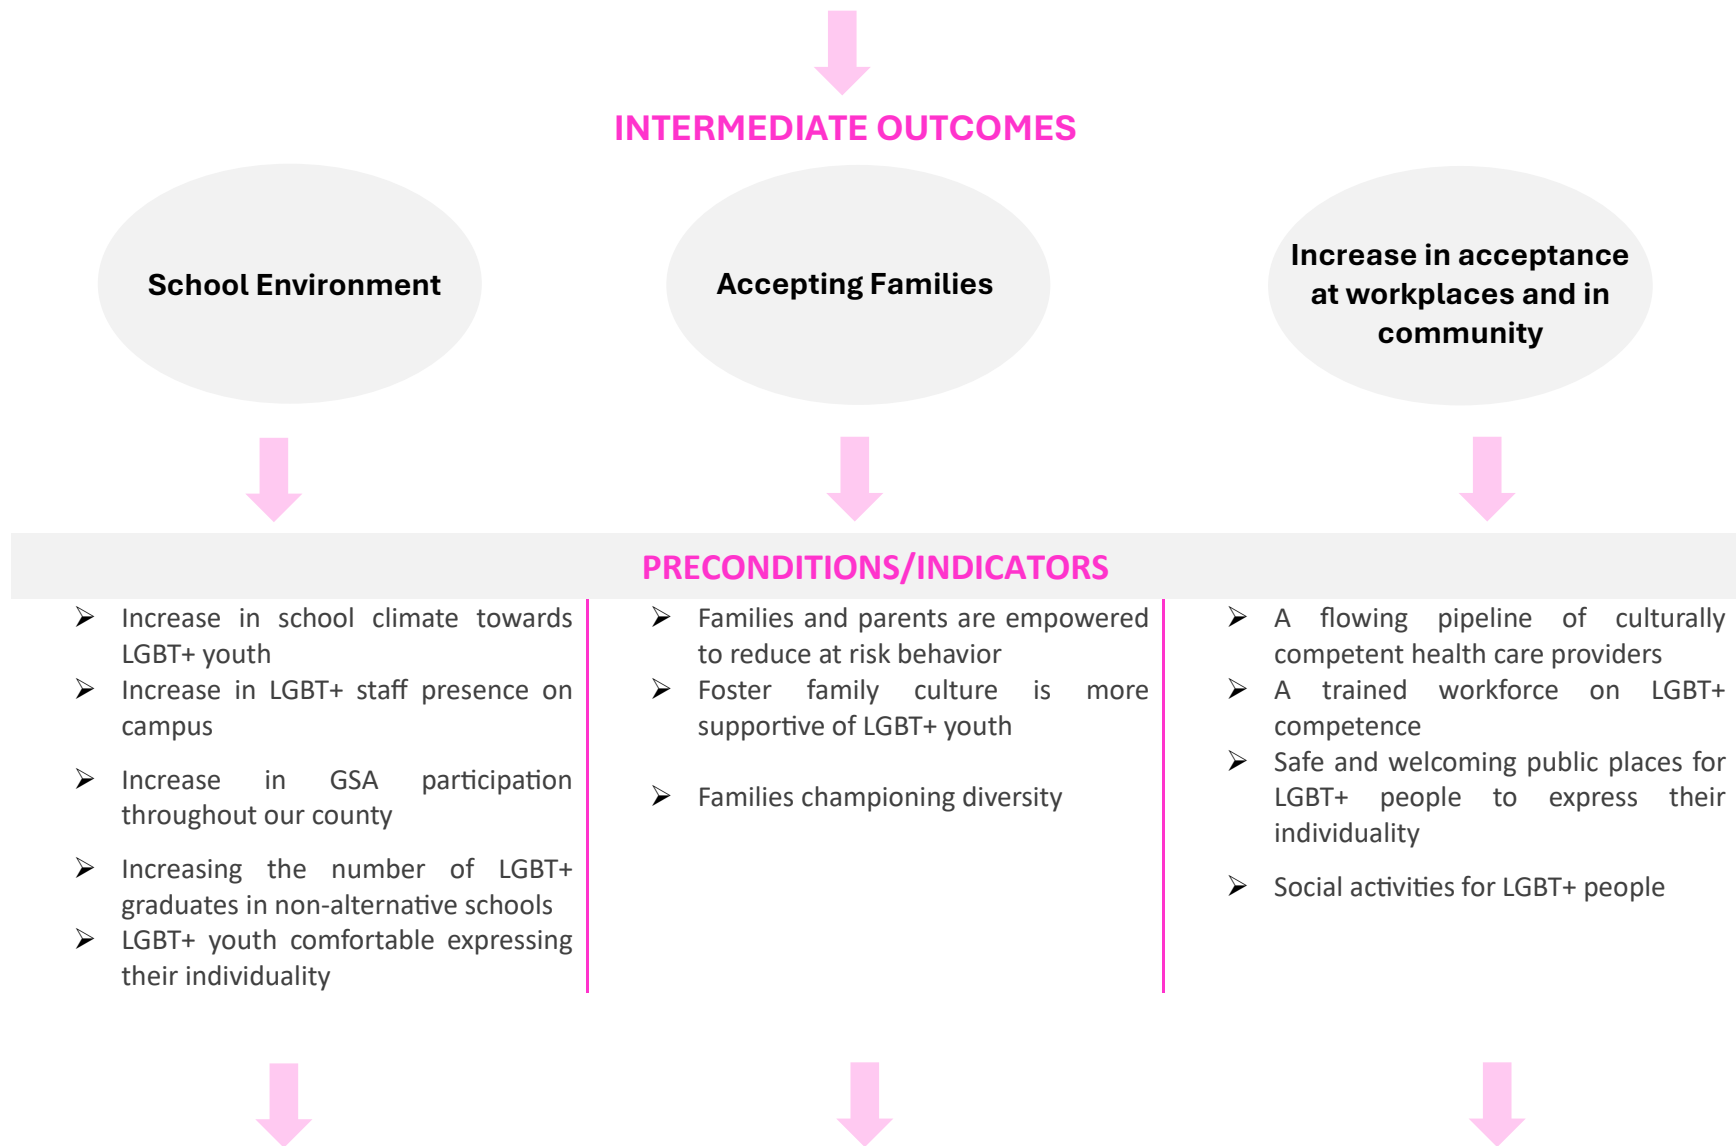 INTERMEDIATE OUTCOMES
School Environment
Accepting Families
Increase in acceptance
at workplaces and in
community
PRECONDITIONS/INDICATORS
➢ Increase in school climate towards
LGBT+ youth
➢ Increase in LGBT+ staff presence on
campus
➢ Increase in GSA participation
throughout our county
➢ Increasing the number of LGBT+
graduates in non-alternative schools
➢ LGBT+ youth comfortable expressing
their individuality
➢ Families and parents are empowered
to reduce at risk behavior
➢ Foster family culture is more
supportive of LGBT+ youth
➢ Families championing diversity
➢ A flowing pipeline of culturally
competent health care providers
➢ A trained workforce on LGBT+
competence
➢ Safe and welcoming public places for
LGBT+ people to express their
individuality
➢ Social activities for LGBT+ people